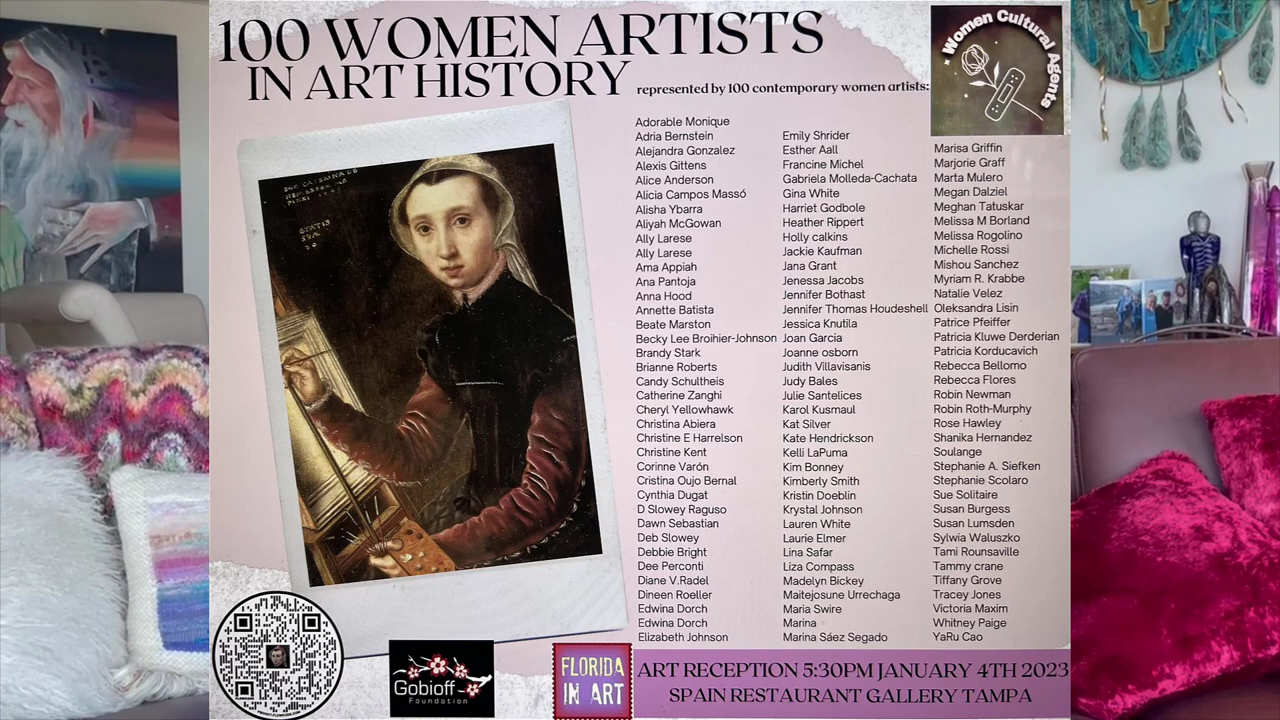 100 WOMEN ARTISTS
IN ART HISTORY
represented by 100 contemporary women artists:
Women Cultural Agents
Adorable Monique
Adria Bernstein
Alejandra Gonzalez
Alexis Gittens
Alice Anderson
Alicia Campos Massó
Alisha Ybarra
Aliyah McGowan
Ally Larese
Ally Larese
Ama Appiah
Ana Pantoja
Anna Hood
Annette Batista
Beate Marston
Becky Lee Broihier-Johnson
Brandy Stark
Brianne Roberts
Candy Schultheis
Catherine Zanghi
Cheryl Yellowhawk
Christina Abiera
Christine E Harrelson
Christine Kent
Corinne Varón
Cristina Oujo Bernal
Cynthia Dugat
D Slowey Raguso
Dawn Sebastian
Deb Slowey
Debbie Bright
Dee Perconti
Diane V.Radel
Dineen Roeller
Edwina Dorch
Edwina Dorch
Elizabeth Johnson
Emily Shrider
Esther Aall
Francine Michel
Gabriela Molleda-Cachata
Gina White
Harriet Godbole
Heather Rippert
Holly calkins
Jackie Kaufman
Jana Grant
Jenessa Jacobs
Jennifer Bothast
Jennifer Thomas Houdeshell
Jessica Knutila
Joan Garcia
Joanne osborn
Judith Villavisanis
Judy Bales
Julie Santelices
Karol Kusmaul
Kat Silver
Kate Hendrickson
Kelli LaPuma
Kim Bonney
Kimberly Smith
Kristin Doeblin
Krystal Johnson
Lauren White
Laurie Elmer
Lina Safar
Liza Compass
Madelyn Bickey
Maitejosune Urrechaga
Maria Swire
Marina
Marina Sáez Segado
Marisa Griffin
Marjorie Graff
Marta Mulero
Megan Dalziel
Meghan Tatuskar
Melissa M Borland
Melissa Rogolino
Michelle Rossi
Mishou Sanchez
Myriam R. Krabbe
Natalie Velez
Oleksandra Lisin
Patrice Pfeiffer
Patricia Kluwe Derderian
Patricia Korducavich
Rebecca Bellomo
Rebecca Flores
Robin Newman
Robin Roth-Murphy
Rose Hawley
Shanika Hernandez
Soulange
Stephanie A. Siefken
Stephanie Scolaro
Sue Solitaire
Susan Burgess
Susan Lumsden
Sylwia Waluszko
Tami Rounsaville
Tammy crane
Tiffany Grove
Tracey Jones
Victoria Maxim
Whitney Paige
YaRu Cao
Gobioff
Foundation
FLORIDA
IN ART
ART RECEPTION 5:30PM JANUARY 4TH 2023
SPAIN RESTAURANT GALLERY TAMPA